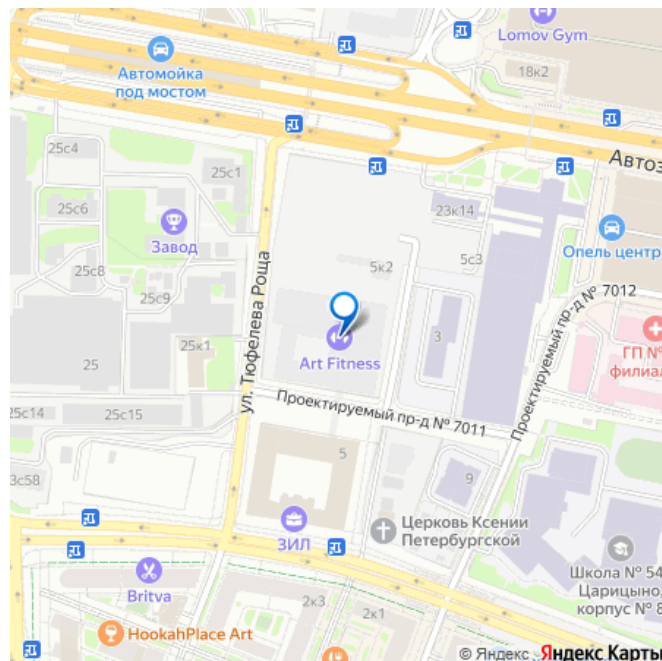 Lomov Gym
Автомойка
под мостом
18к2
25с4
25с1
Автоз
25с6
23к14
Завод
Опель центр
5к2
5с3
25с8
ул. Тюфелева Роща
25с9
Проектируемый пр-д № 7012
3
25к1
ГП №
филиал
25
Art Fitness
25с14
25с15
Проектируемый пр-д № 7011
5
3с58
9
ЗИЛ
Церковь Ксении
Петербургской
Школа № 54
Царицыно,
корпус № 8
Britva
2к3
2к1
HookahPlace Art
© Яндекс
Яндекс Карты